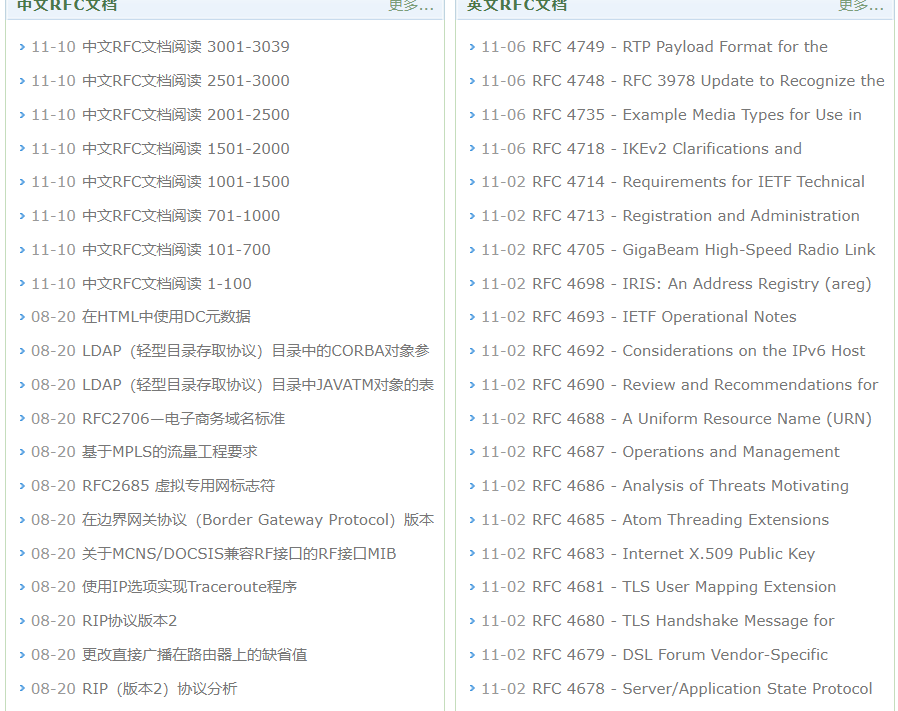 中文RFC文档 更多...
11-10 中文RFC文档阅读 3001-3039
11-10 中文RFC文档阅读 2501-3000
11-10 中文RFC文档阅读 2001-2500
11-10 中文RFC文档阅读 1501-2000
11-10 中文RFC文档阅读 1001-1500
11-10 中文RFC文档阅读 701-1000
11-10 中文RFC文档阅读 101-700
11-10 中文RFC文档阅读 1-100
08-20 在HTML中使用DC元数据
08-20 LDAP（轻型目录存取协议）目录中的CORBA对象参
08-20 LDAP（轻型目录存取协议）目录中JAVATM对象的表
08-20 RFC2706—电子商务域名标准
08-20 基于MPLS的流量工程要求
08-20 RFC2685 虚拟专用网标志符
08-20 在边界网关协议（Border Gateway Protocol）版本
08-20 关于MCNS/DOCSIS兼容RF接口的RF接口MIB
08-20 使用IP选项实现Traceroute程序
08-20 RIP协议版本2
08-20 更改直接广播在路由器上的缺省值
08-20 RIP（版本2）协议分析
英文RFC文档 更多...
11-06 RFC 4749 - RTP Payload Format for the
11-06 RFC 4748 - RFC 3978 Update to Recognize the
11-06 RFC 4735 - Example Media Types for Use in
11-06 RFC 4718 - IKEv2 Clarifications and
11-02 RFC 4714 - Requirements for IETF Technical
11-02 RFC 4713 - Registration and Administration
11-02 RFC 4705 - GigaBeam High-Speed Radio Link
11-02 RFC 4698 - IRIS: An Address Registry (areg)
11-02 RFC 4693 - IETF Operational Notes
11-02 RFC 4692 - Considerations on the IPv6 Host
11-02 RFC 4690 - Review and Recommendations for
11-02 RFC 4688 - A Uniform Resource Name (URN)
11-02 RFC 4687 - Operations and Management
11-02 RFC 4686 - Analysis of Threats Motivating
11-02 RFC 4685 - Atom Threading Extensions
11-02 RFC 4683 - Internet X.509 Public Key
11-02 RFC 4681 - TLS User Mapping Extension
11-02 RFC 4680 - TLS Handshake Message for
11-02 RFC 4679 - DSL Forum Vendor-Specific
11-02 RFC 4678 - Server/Application State Protocol